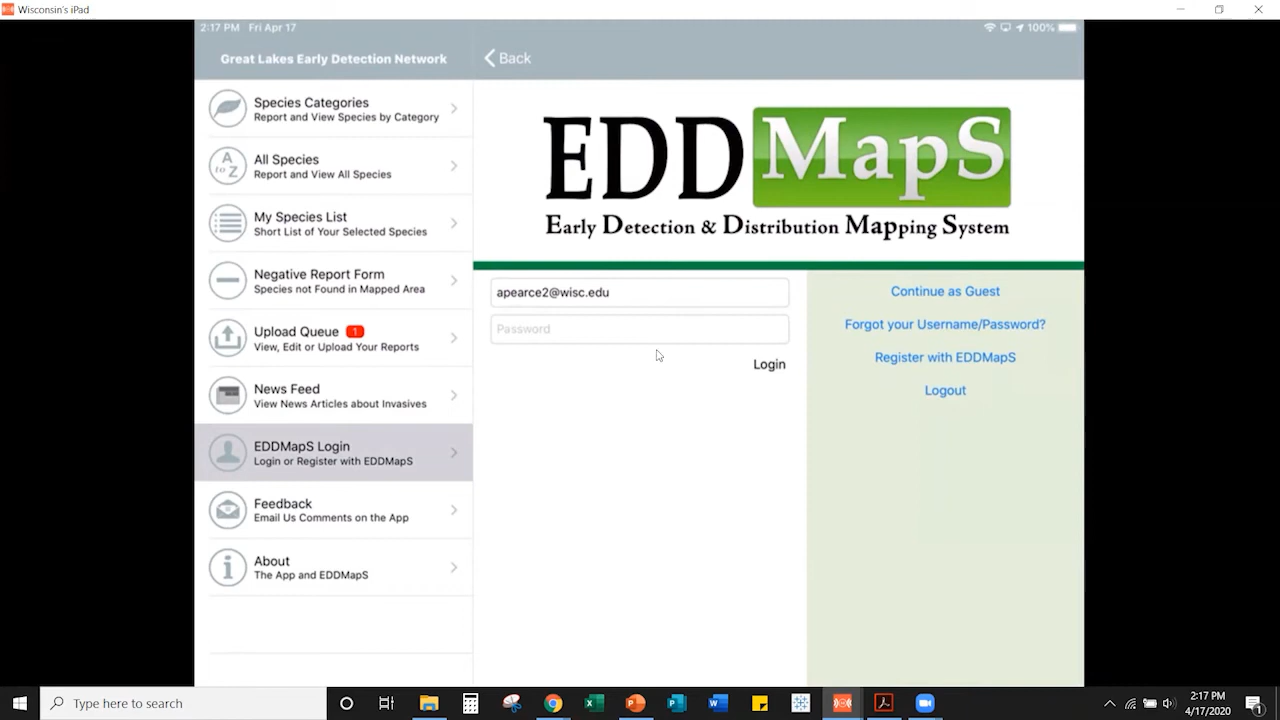 Wisconsin's iPad
2:17 PM Fri Apr 17
100%
Great Lakes Early Detection Network
Back
Species Categories
Report and View Species by Category
A to Z
All Species
Report and View All Species
My Species List
Short List of Your Selected Species
Negative Report Form
Species not Found in Mapped Area
Upload Queue 1
View, Edit or Upload Your Reports
News Feed
View News Articles about Invasives
EDDMapS Login
Login or Register with EDDMapS
Feedback
Email Us Comments on the App
i
About
The App and EDDMapS
EDDMapS
Early Detection & Distribution Mapping System
apearce2@wisc.edu
Password
Login
Continue as Guest
Forgot your Username/Password?
Register with EDDMapS
Logout
Type here to search
2:17 PM
4/17/2020
1